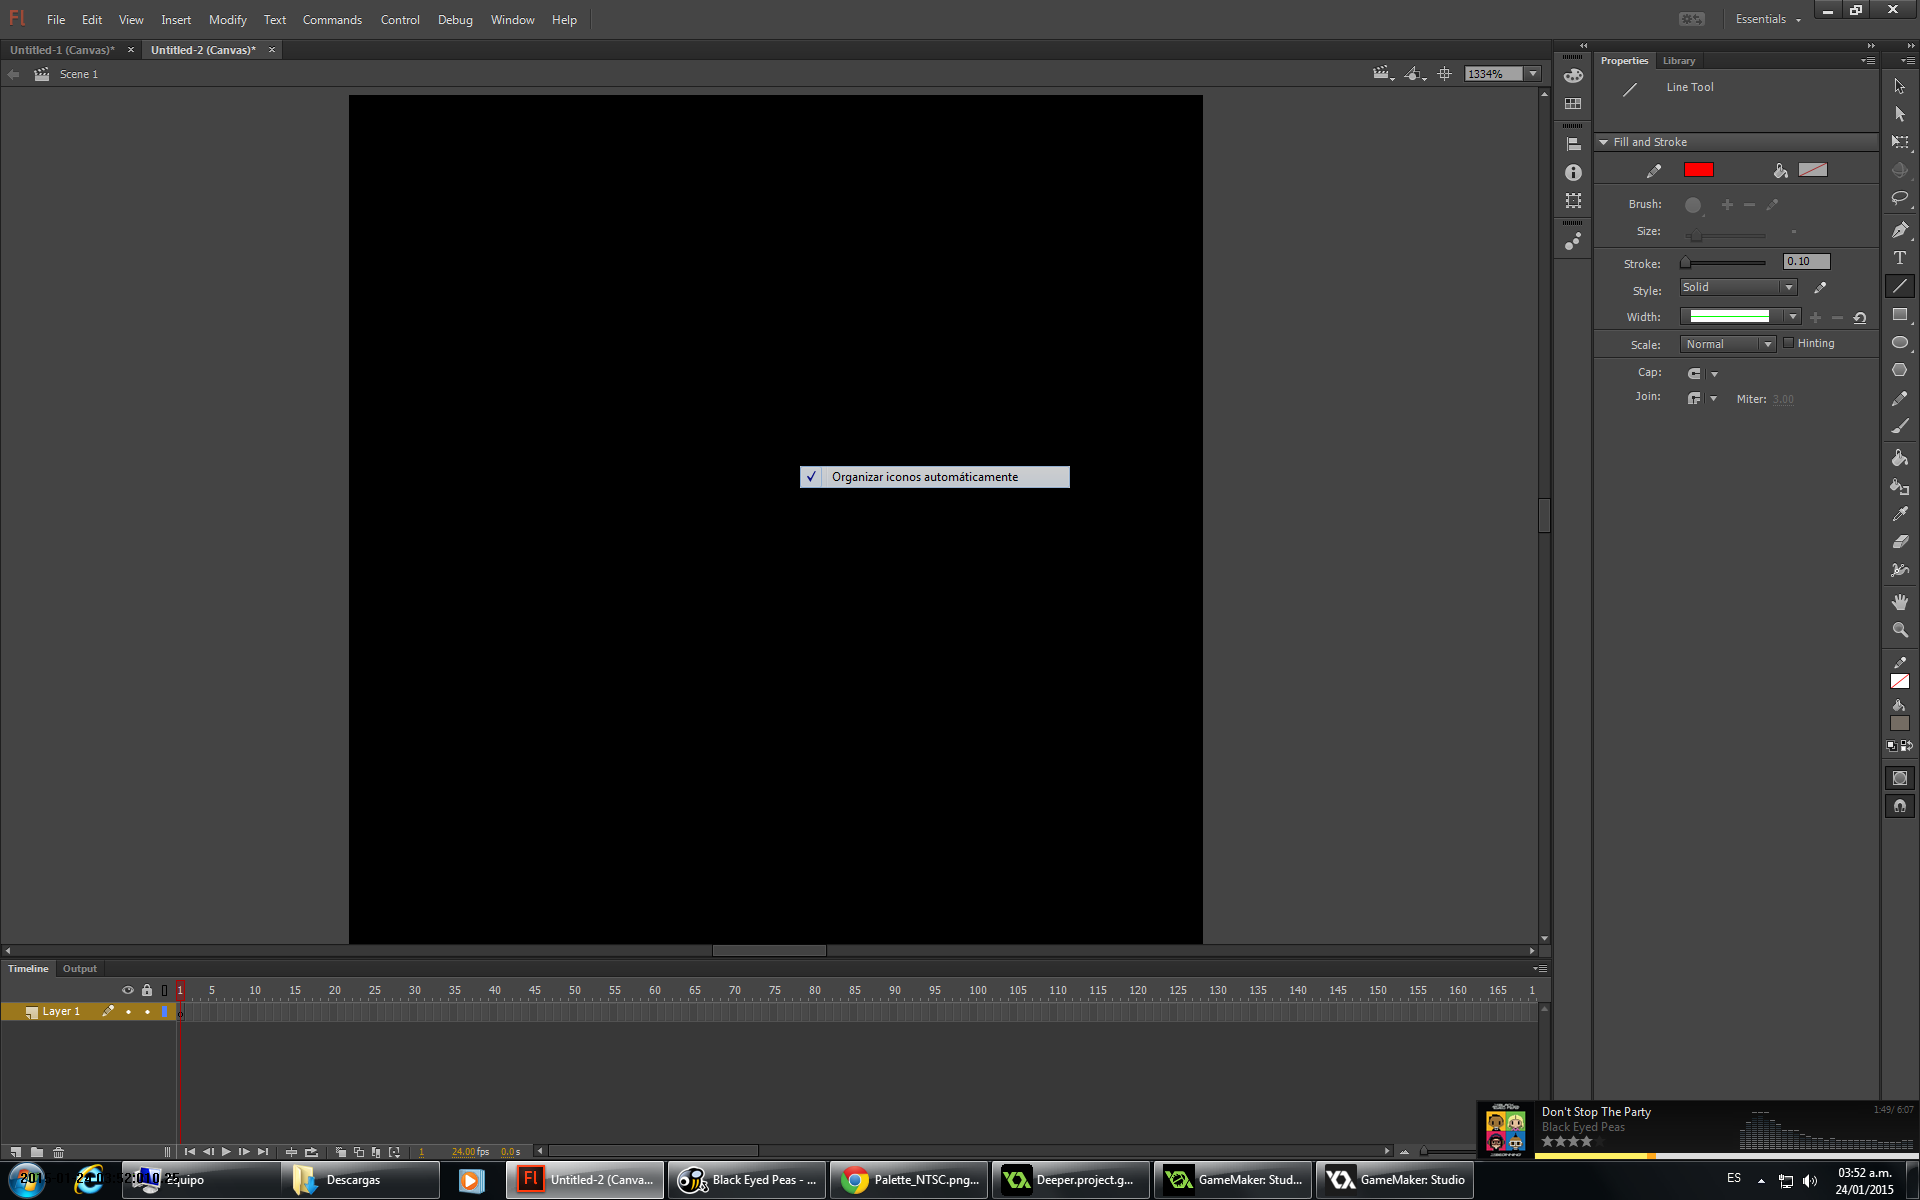 Fl File Edit View Insert Modify Text Commands Control Debug Window Help Essentials
Untitled-1 (Canvas)* Untitled-2 (Canvas)*
Scene 1 1334%
Properties Library
Line Tool
Fill and Stroke
Brush:
Size:
Stroke: 0.10
Style: Solid
Width:
Scale: Normal Hinting
Cap:
Join: Miter: 3.00
T
Organizar iconos automáticamente
Timeline Output
1 5 10 15 20 25 30 35 40 45 50 55 60 65 70 75 80 85 90 95 100 105 110 115 120 125 130 135 140 145 150 155 160 165 1
Layer 1
1 24.00 fps 0.0 s
Don't Stop The Party 1:49/ 6:07
Black Eyed Peas
Equipo Descargas Fl Untitled-2 (Canva... Black Eyed Peas - ... Palette_NTSC.png... Deeper.project.g... GameMaker: Stud... GameMaker: Studio ES 03:52 a.m.
24/01/2015